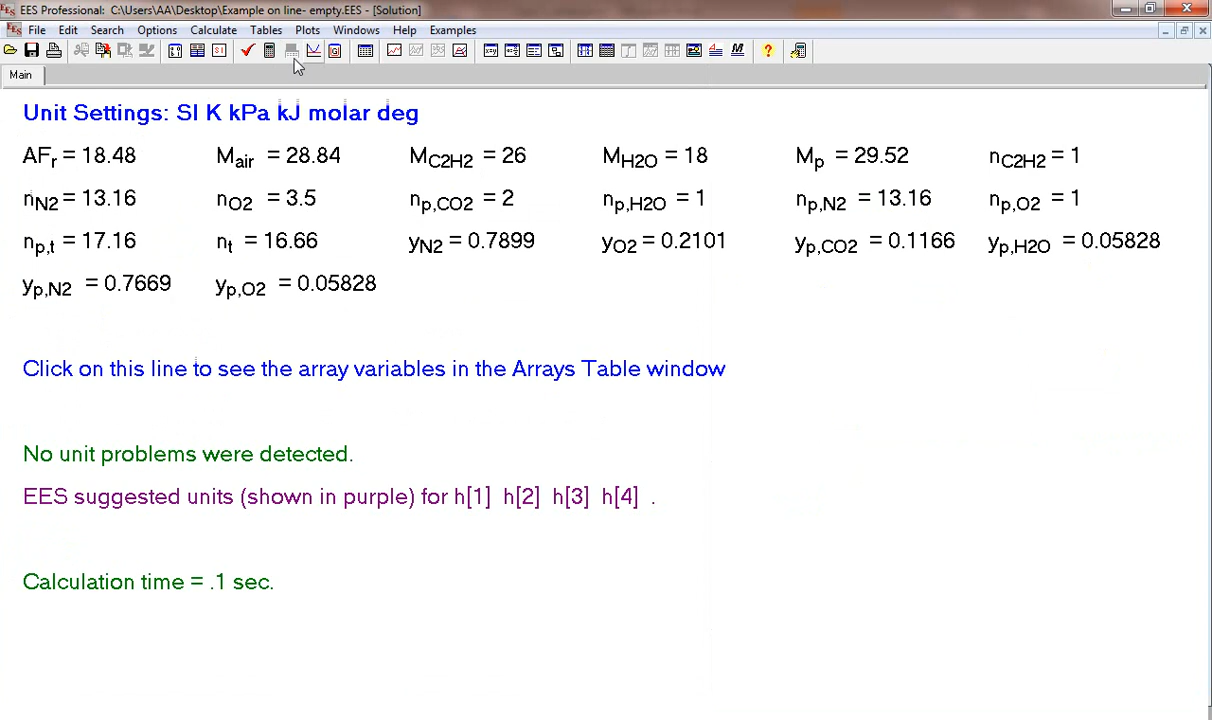 EES Professional: C:\Users\AA\Desktop\Example on line- empty.EES - [Solution]
File Edit Search Options Calculate Tables Plots Windows Help Examples
Main
Unit Settings: SI K kPa kJ molar deg
AFr = 18.48 Mair = 28.84 MC2H2 = 26 MH2O = 18 Mp = 29.52 nC2H2 = 1
nN2 = 13.16 nO2 = 3.5 np,CO2 = 2 np,H2O = 1 np,N2 = 13.16 np,O2 = 1
np,t = 17.16 nt = 16.66 yN2 = 0.7899 yO2 = 0.2101 yp,CO2 = 0.1166 yp,H2O = 0.05828
yp,N2 = 0.7669 yp,O2 = 0.05828
Click on this line to see the array variables in the Arrays Table window
No unit problems were detected.
EES suggested units (shown in purple) for h[1] h[2] h[3] h[4] .
Calculation time = .1 sec.